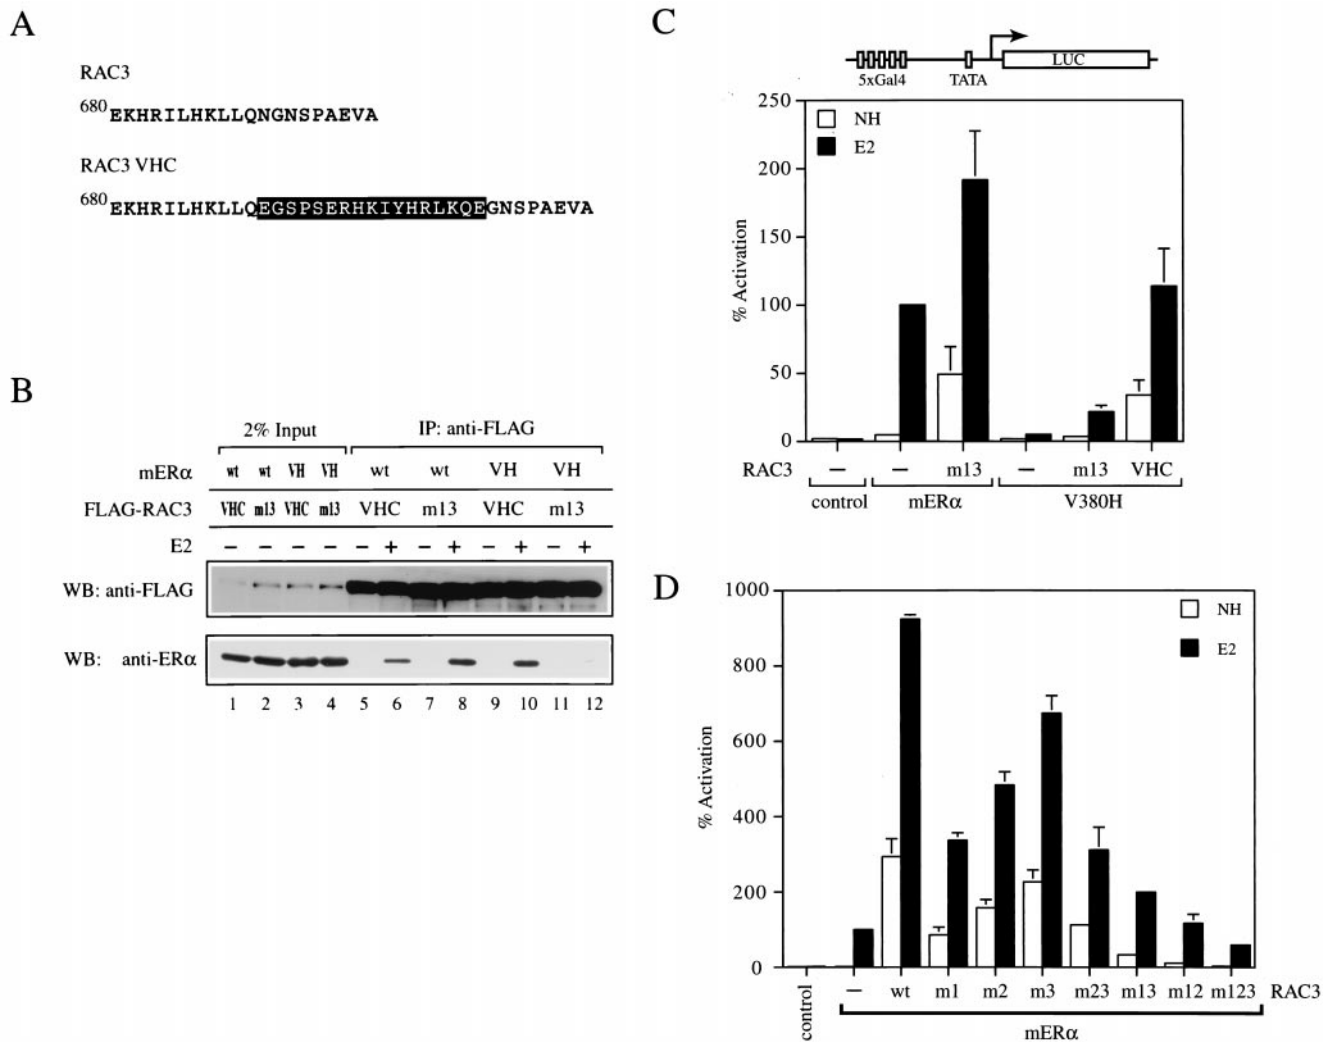 A
RAC3
680 EKHRILHKLLQNGNSPAEVA
RAC3 VHC
680 EKHRILHKLLQEGSPSERHKIYHRLKQEGNSPAEVA
B
2% Input IP: anti-FLAG
mERα wt wt VH VH wt wt VH VH
FLAG-RAC3 VHC m13 VHC m13 VHC m13 VHC m13
E2 − − − − − + − + − + − +
WB: anti-FLAG
WB: anti-ERα
1 2 3 4 5 6 7 8 9 10 11 12
C
5xGal4 TATA LUC
250
200
150
100
50
0
% Activation
NH
E2
RAC3 − − m13 − m13 VHC
control mERα V380H
D
1000
800
600
400
200
0
% Activation
NH
E2
control − wt m1 m2 m3 m23 m13 m12 m123 RAC3
mERα